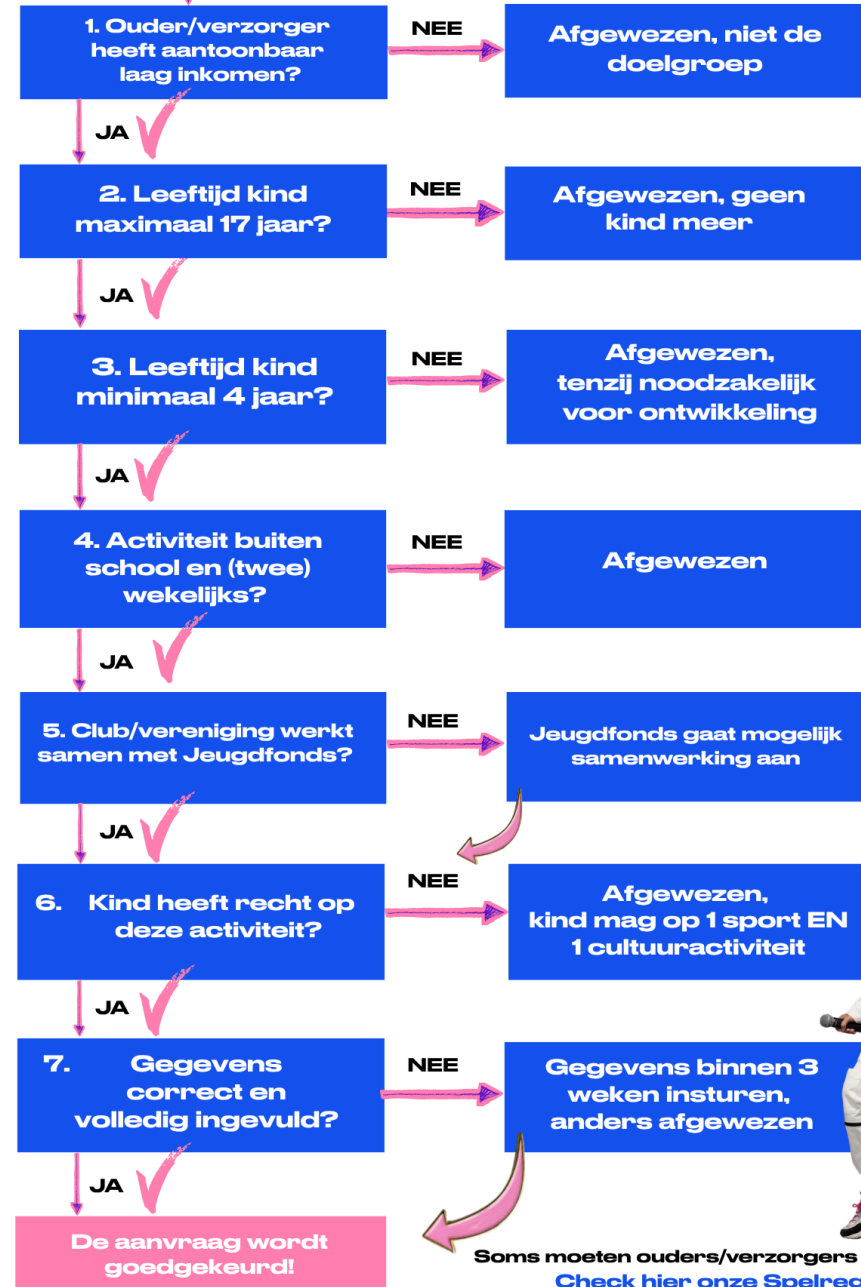 1. Ouder/verzorger
heeft aantoonbaar
laag inkomen?
NEE
Afgewezen, niet de
doelgroep
JA
2. Leeftijd kind
maximaal 17 jaar?
NEE
Afgewezen, geen
kind meer
JA
3. Leeftijd kind
minimaal 4 jaar?
NEE
Afgewezen,
tenzij noodzakelijk
voor ontwikkeling
JA
4. Activiteit buiten
school en (twee)
wekelijks?
NEE
Afgewezen
JA
5. Club/vereniging werkt
samen met Jeugdfonds?
NEE
Jeugdfonds gaat mogelijk
samenwerking aan
JA
6. Kind heeft recht op
deze activiteit?
NEE
Afgewezen,
kind mag op 1 sport EN
1 cultuuractiviteit
JA
7. Gegevens
correct en
volledig ingevuld?
NEE
Gegevens binnen 3
weken insturen,
anders afgewezen
JA
De aanvraag wordt
goedgekeurd!
Soms moeten ouders/verzorgers
Check hier onze